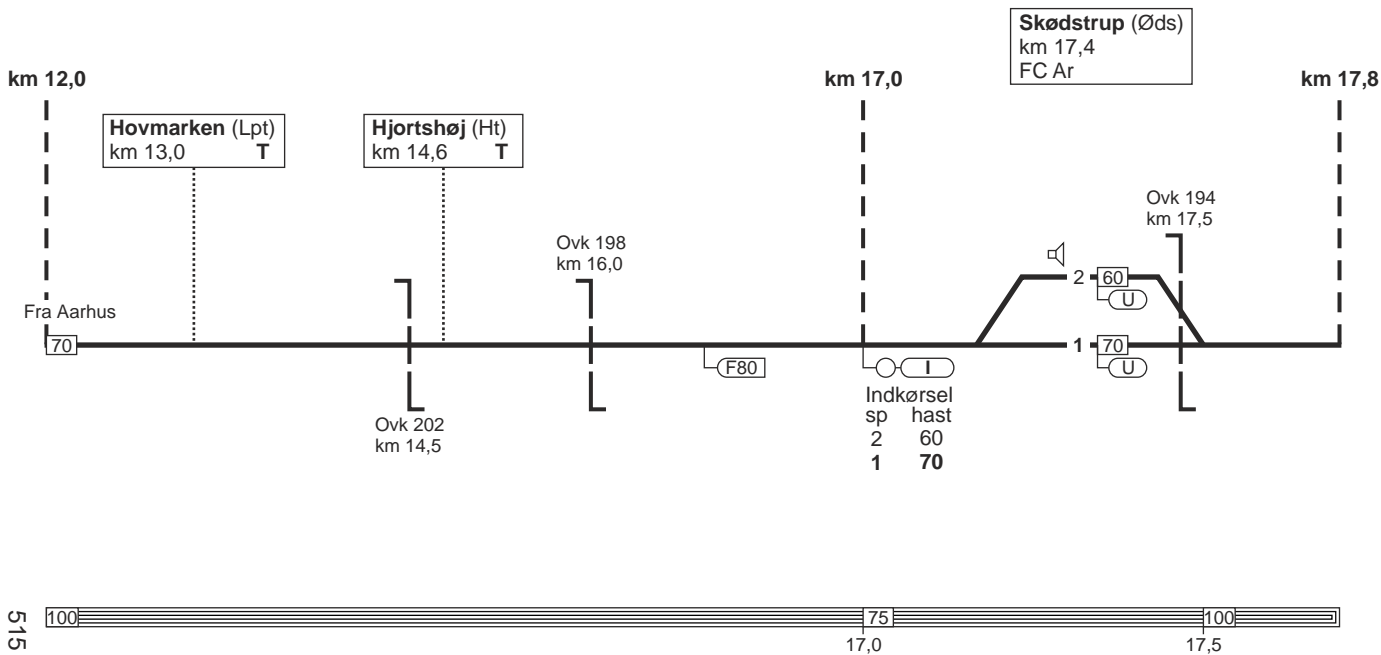 Skødstrup (Øds)
km 17,4
FC Ar
km 12,0
km 17,0
km 17,8
Hovmarken (Lpt)
km 13,0 T
Hjortshøj (Ht)
km 14,6 T
Ovk 194
km 17,5
Ovk 198
km 16,0
2 60
U
Fra Aarhus
70
1 70
U
F80
I
Indkørsel
sp hast
2 60
1 70
Ovk 202
km 14,5
515
100
75
100
17,0
17,5